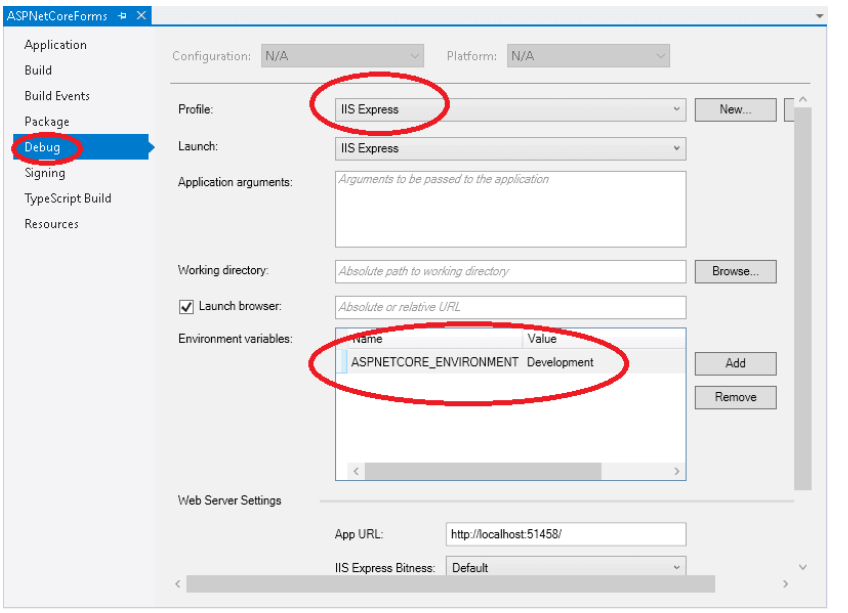 ASPNetCoreForms
Application
Build
Build Events
Package
Debug
Signing
TypeScript Build
Resources
Configuration: N/A Platform: N/A
Profile: IIS Express New...
Launch: IIS Express
Application arguments: Arguments to be passed to the application
Working directory: Absolute path to working directory Browse...
Launch browser: Absolute or relative URL
Environment variables: Name Value
ASPNETCORE_ENVIRONMENT Development Add
Remove
Web Server Settings
App URL: http://localhost:51458/
IIS Express Bitness: Default